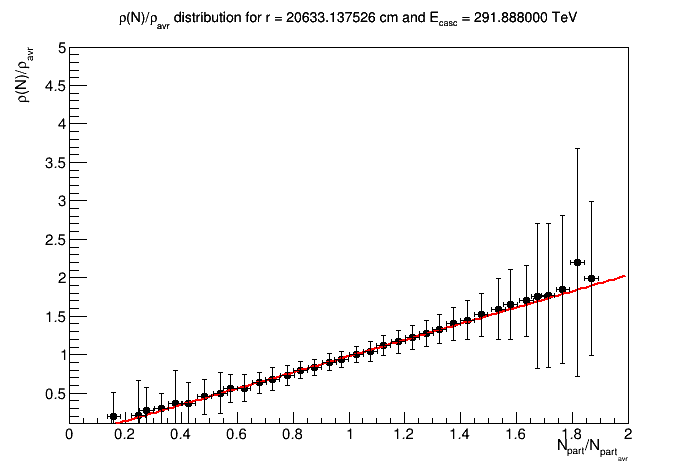 ρ(N)/ρavr distribution for r = 20633.137526 cm and Ecasc = 291.888000 TeV
ρ(N)/ρavr
5
4.5
4
3.5
3
2.5
2
1.5
1
0.5
0 0.2 0.4 0.6 0.8 1 1.2 1.4 1.6 1.8 2
Npart/Npartavr